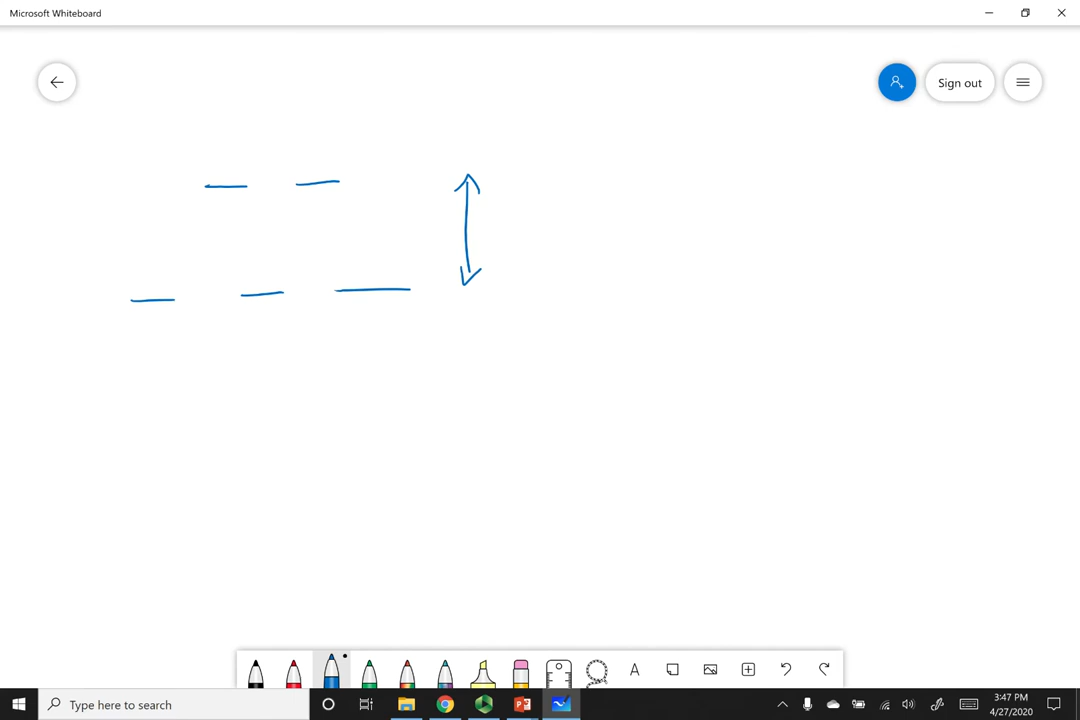 Microsoft Whiteboard
Sign out
A
Type here to search
3:47 PM
4/27/2020